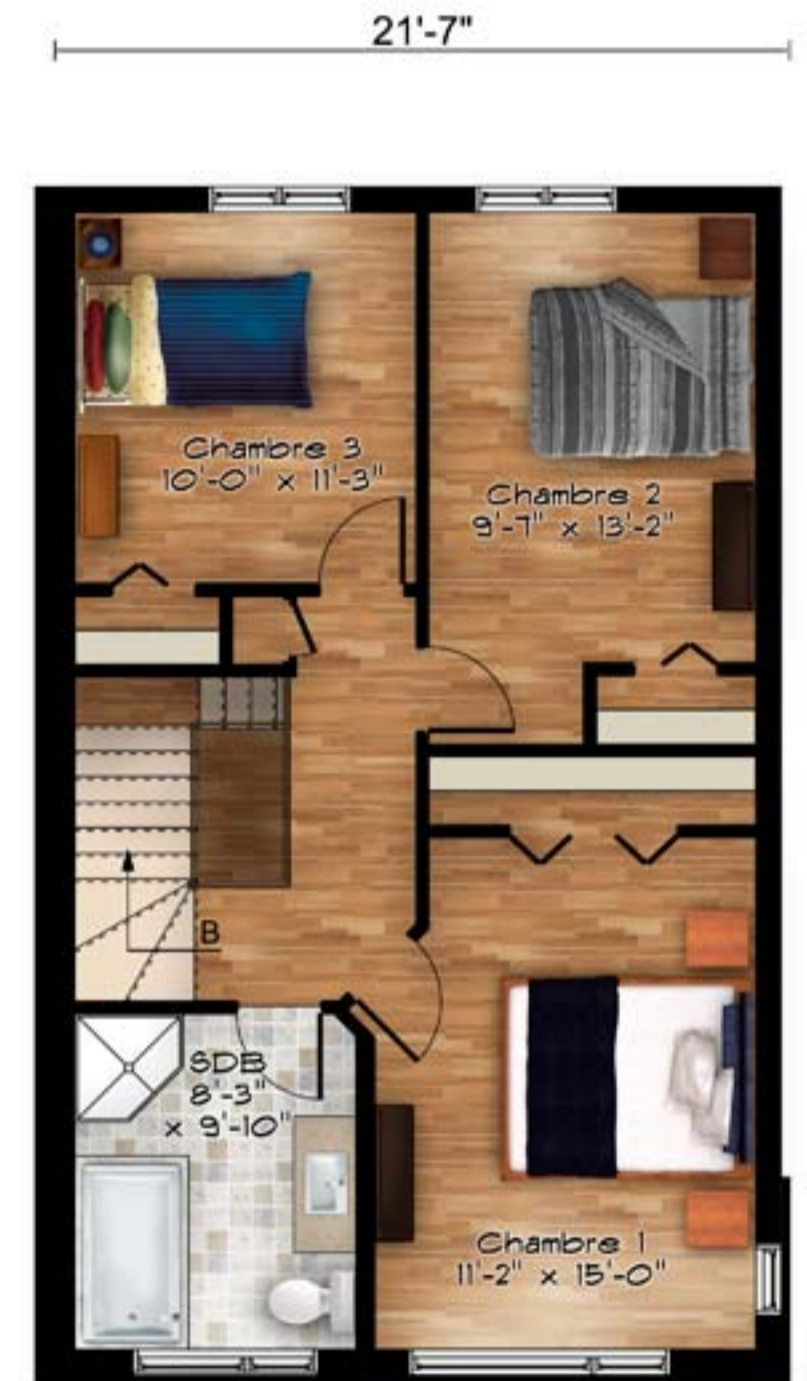 21'-7"
Chambre 3
10'-0" x 11'-3"
Chambre 2
9'-7" x 13'-2"
B
SDB
8'-3"
x 9'-10"
Chambre 1
11'-2" x 15'-0"